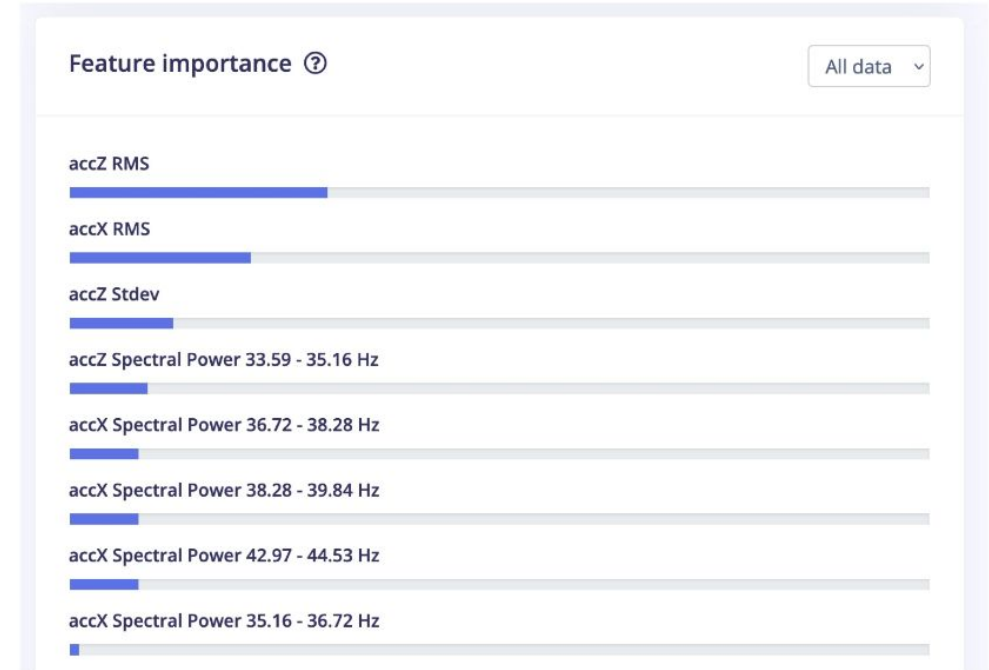 Feature importance ?
All data
accZ RMS
accX RMS
accZ Stdev
accZ Spectral Power 33.59 - 35.16 Hz
accX Spectral Power 36.72 - 38.28 Hz
accX Spectral Power 38.28 - 39.84 Hz
accX Spectral Power 42.97 - 44.53 Hz
accX Spectral Power 35.16 - 36.72 Hz